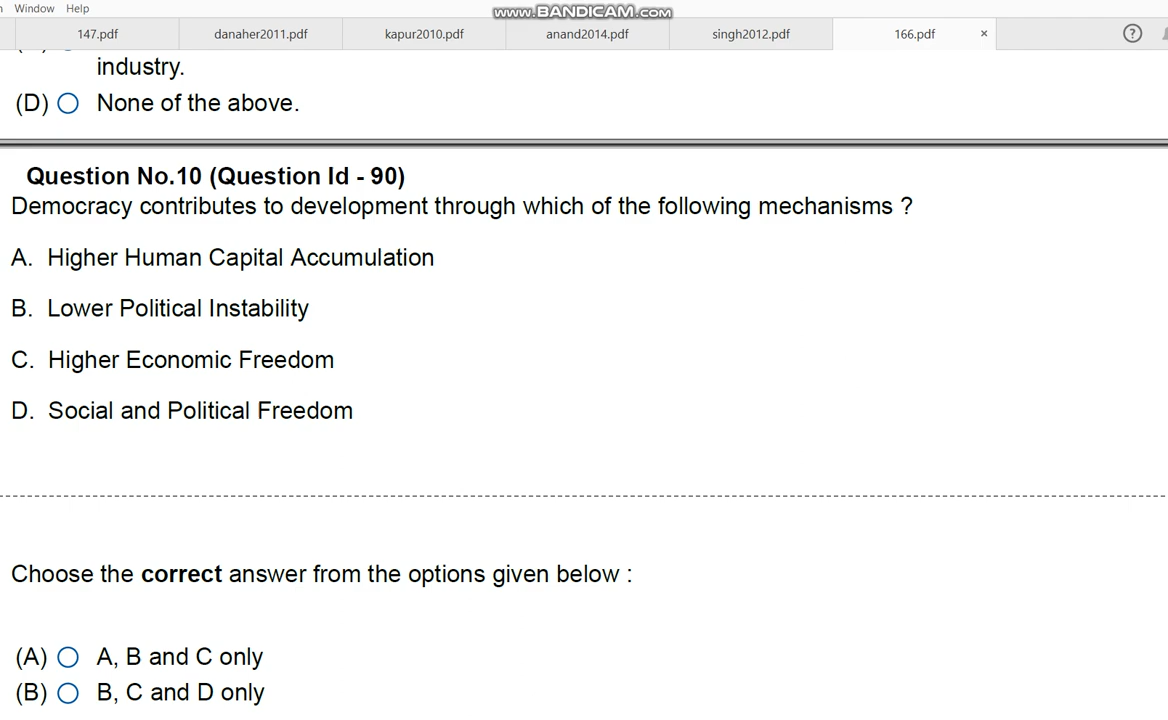 Window Help
www.BANDICAM.com
147.pdf danaher2011.pdf kapur2010.pdf anand2014.pdf singh2012.pdf 166.pdf × ?
industry.
(D) None of the above.
Question No.10 (Question Id - 90)
Democracy contributes to development through which of the following mechanisms ?
A. Higher Human Capital Accumulation
B. Lower Political Instability
C. Higher Economic Freedom
D. Social and Political Freedom
Choose the correct answer from the options given below :
(A) A, B and C only
(B) B, C and D only